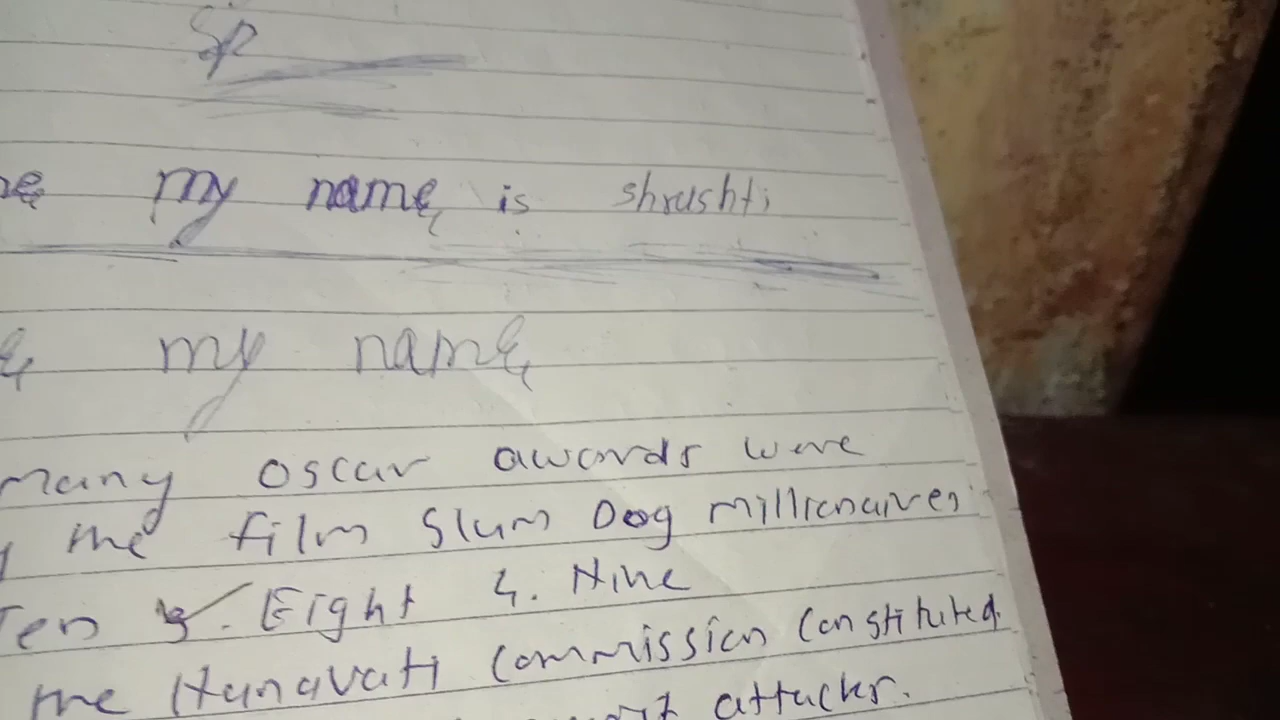 Sp
my name is shrushti
my name
many oscar awards were
the film Slum Dog millionaires
Ten 3. Eight 4. Nine
the Nanavati Commission Constituted
attacks.